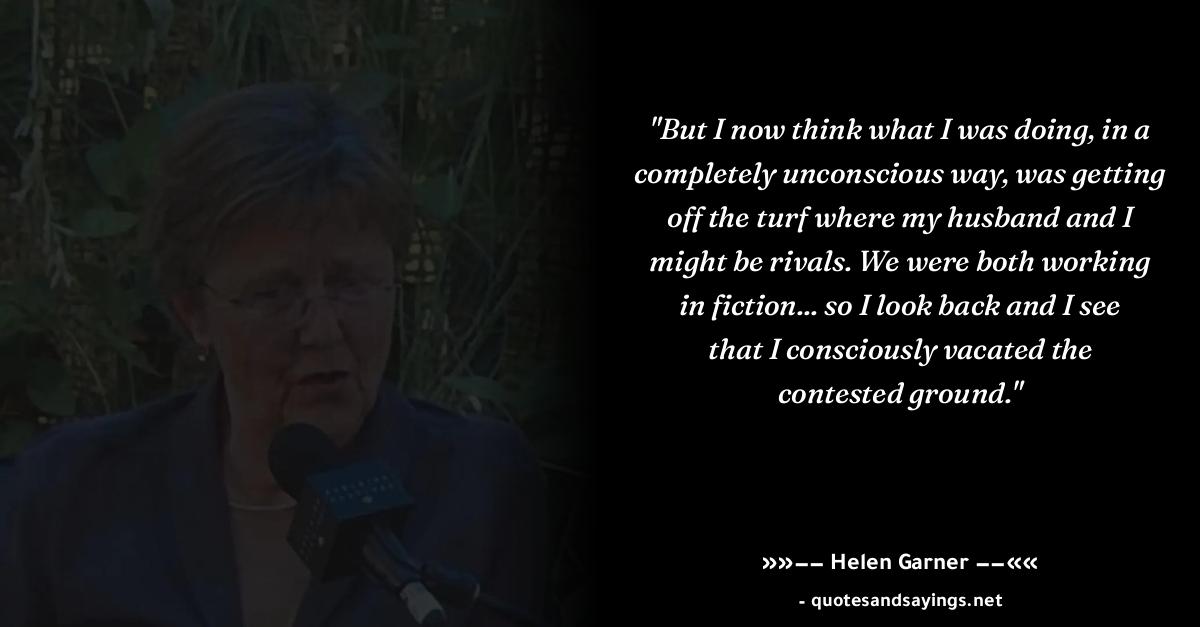 "But I now think what I was doing, in a
completely unconscious way, was getting
off the turf where my husband and I
might be rivals. We were both working
in fiction... so I look back and I see
that I consciously vacated the
contested ground."
»»−− Helen Garner −−««
- quotesandsayings.net